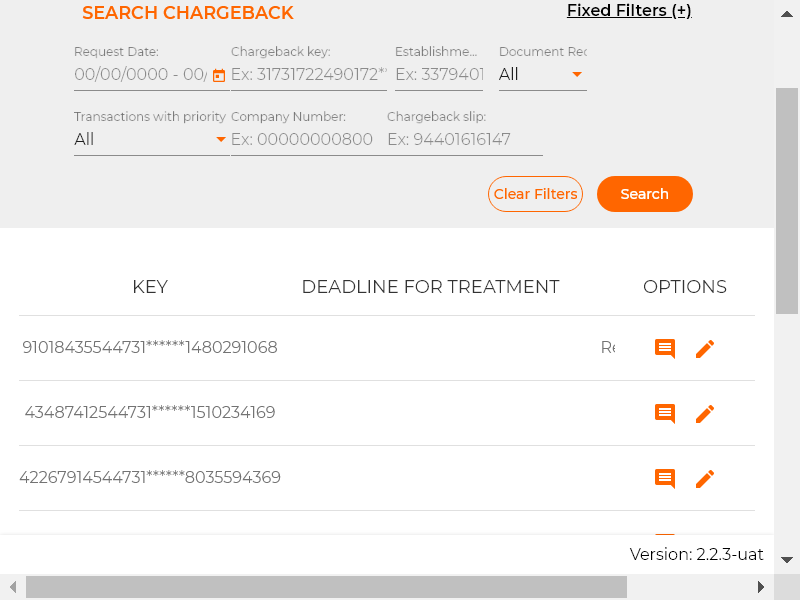 SEARCH CHARGEBACK
Fixed Filters (+)
Request Date: Chargeback key: Establishme... Document Rec
00/00/0000 - 00/ Ex: 31731722490172** Ex: 3379401 All
Transactions with priority Company Number: Chargeback slip:
All Ex: 00000000800 Ex: 94401616147
Clear Filters Search
KEY DEADLINE FOR TREATMENT OPTIONS
91018435544731******1480291068 Re
43487412544731******1510234169
42267914544731******8035594369
Version: 2.2.3-uat